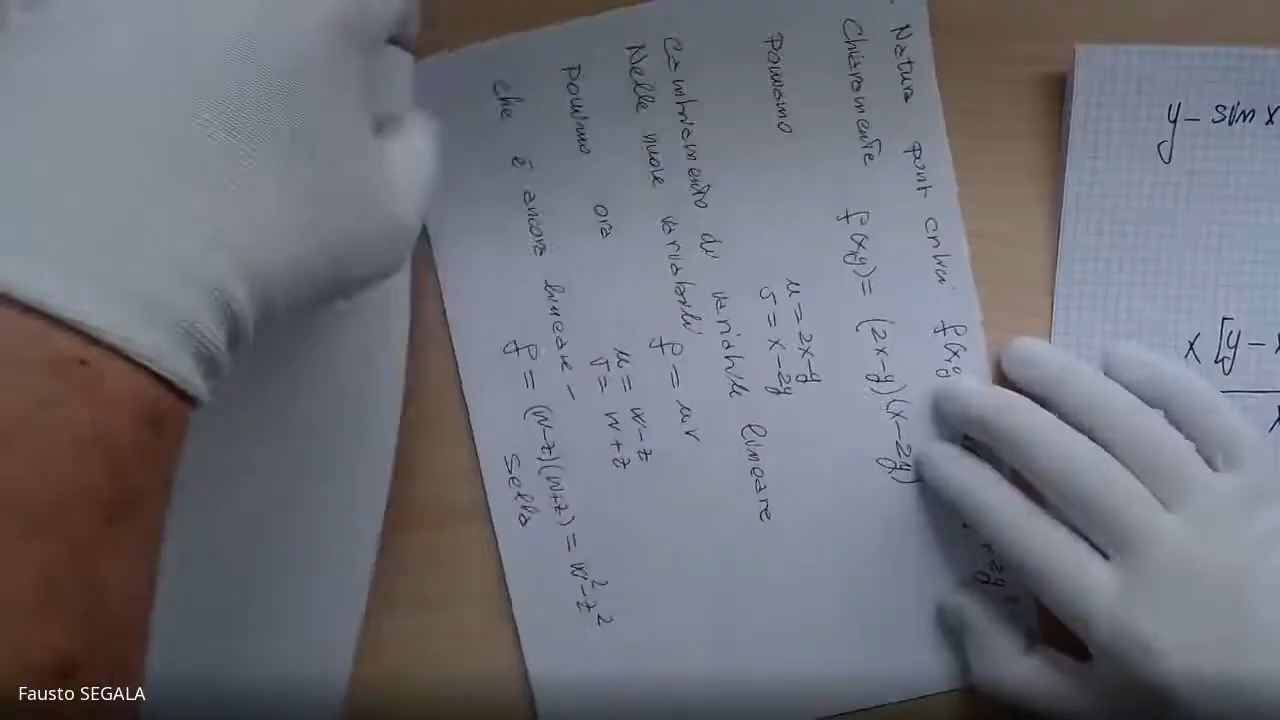 Natura punti critici f(x,y
+2y²
Chiaramente f(x,y) = (2x-y)(x-2y)
Poniamo u = 2x-y
v = x-2y
Cambiamento di variabile lineare
Nelle nuove variabili f = uv
Poniamo ora u = w-z
v = w+z
che è ancora lineare -
f = (w-z)(w+z) = w²-z²
sella
y - sin x
x [y -
Fausto SEGALA